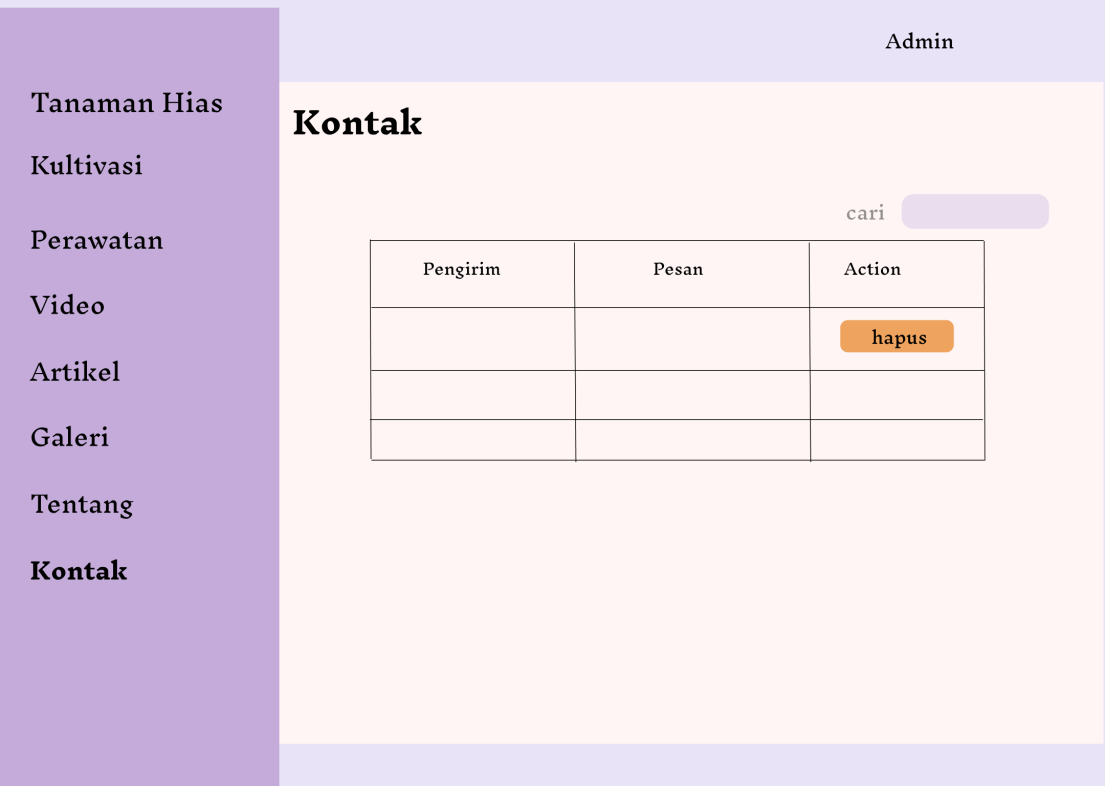 Admin
Tanaman Hias
Kultivasi
Perawatan
Video
Artikel
Galeri
Tentang
Kontak
Kontak
cari
Pengirim Pesan Action
hapus